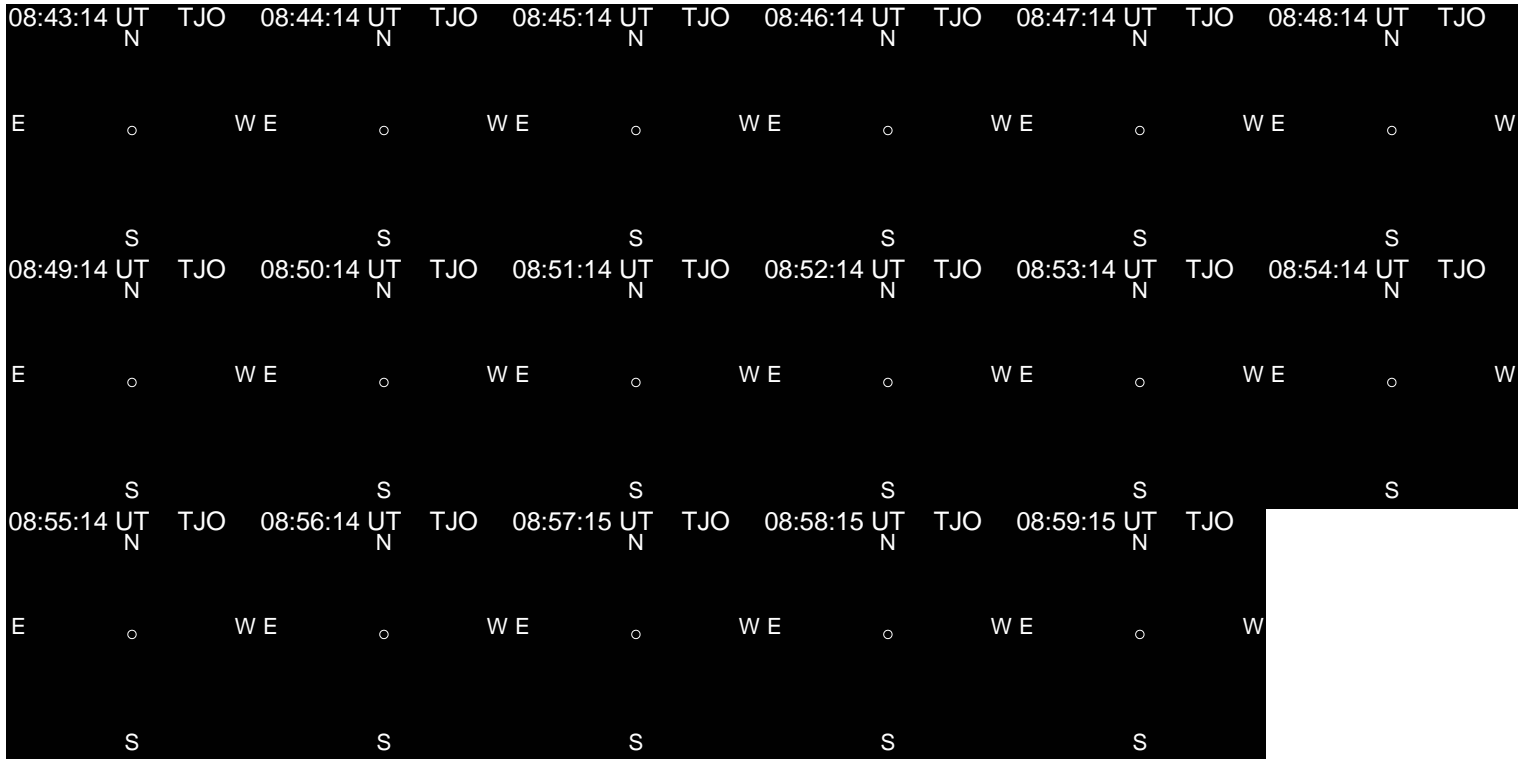 08:43:14 UT TJO 08:44:14 UT TJO 08:45:14 UT TJO 08:46:14 UT TJO 08:47:14 UT TJO 08:48:14 UT TJO
N N N N N N
E W E W E W E W E W E W
S S S S S S
08:49:14 UT TJO 08:50:14 UT TJO 08:51:14 UT TJO 08:52:14 UT TJO 08:53:14 UT TJO 08:54:14 UT TJO
N N N N N N
E W E W E W E W E W E W
S S S S S S
08:55:14 UT TJO 08:56:14 UT TJO 08:57:15 UT TJO 08:58:15 UT TJO 08:59:15 UT TJO
N N N N N
E W E W E W E W E W
S S S S S